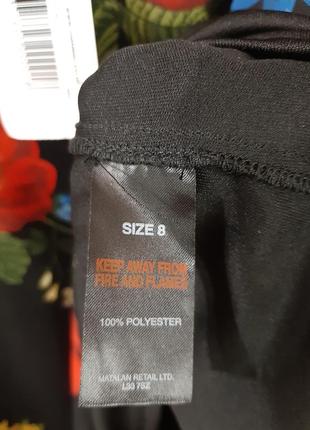 SIZE 8
KEEP AWAY FROM
FIRE AND FLAMES
100% POLYESTER
MATALAN RETAIL LTD.
L33 7SZ